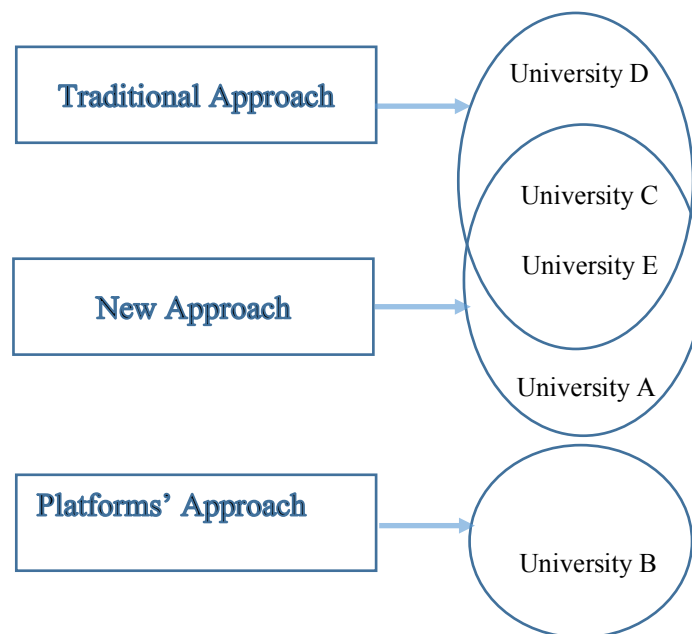 Traditional Approach
University D
University C
University E
New Approach
University A
Platforms’ Approach
University B